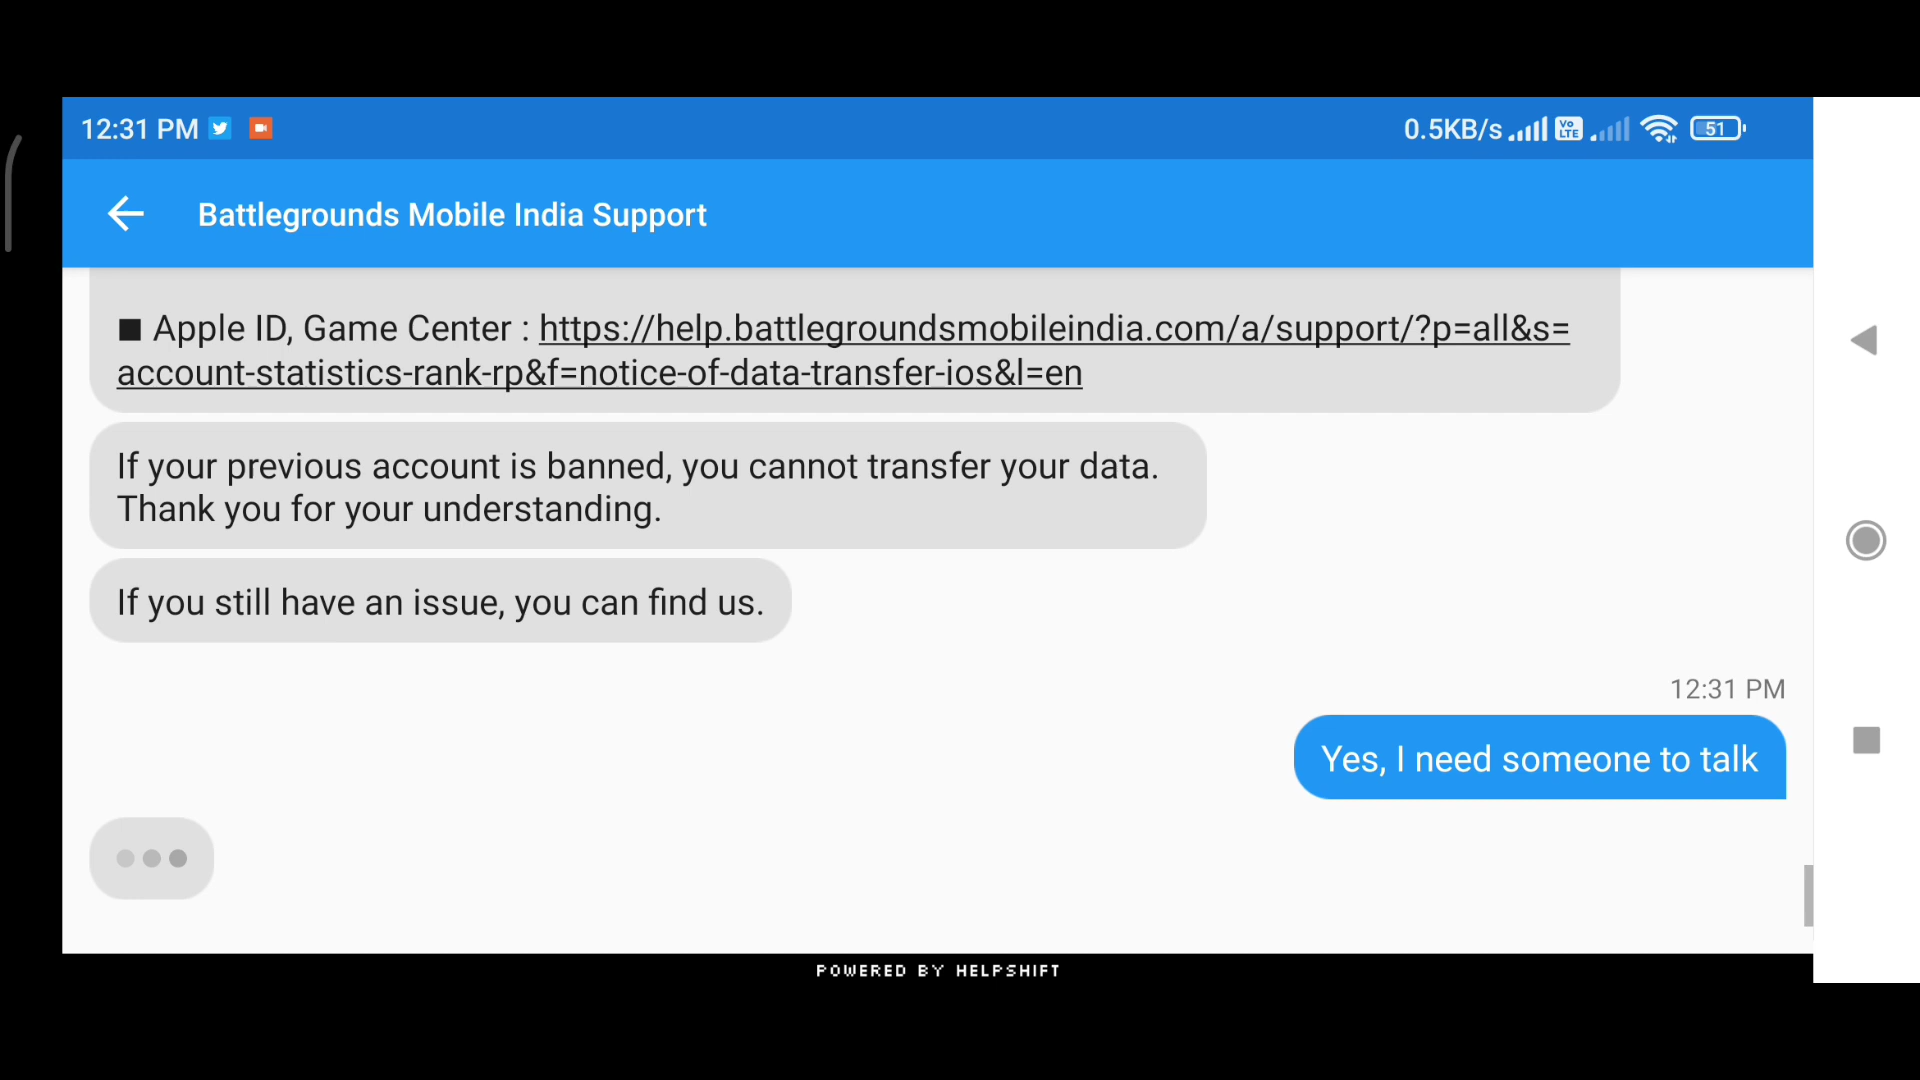 12:31 PM 0.5KB/s Vo LTE 51
Battlegrounds Mobile India Support
■ Apple ID, Game Center : https://help.battlegroundsmobileindia.com/a/support/?p=all&s=
account-statistics-rank-rp&f=notice-of-data-transfer-ios&l=en
If your previous account is banned, you cannot transfer your data.
Thank you for your understanding.
If you still have an issue, you can find us.
12:31 PM
Yes, I need someone to talk
POWERED BY HELPSHIFT